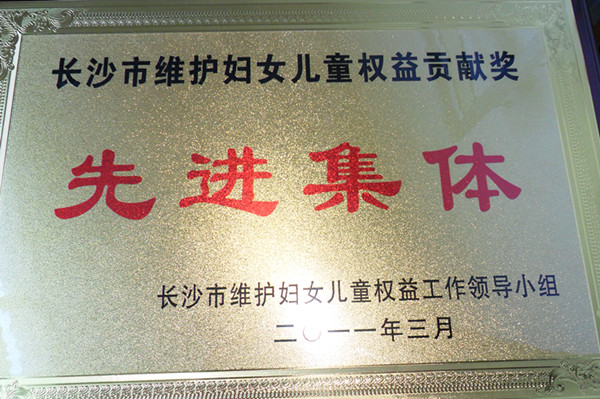 长沙市维护妇女儿童权益贡献奖
先进集体
长沙市维护妇女儿童权益工作领导小组
二〇一一年三月